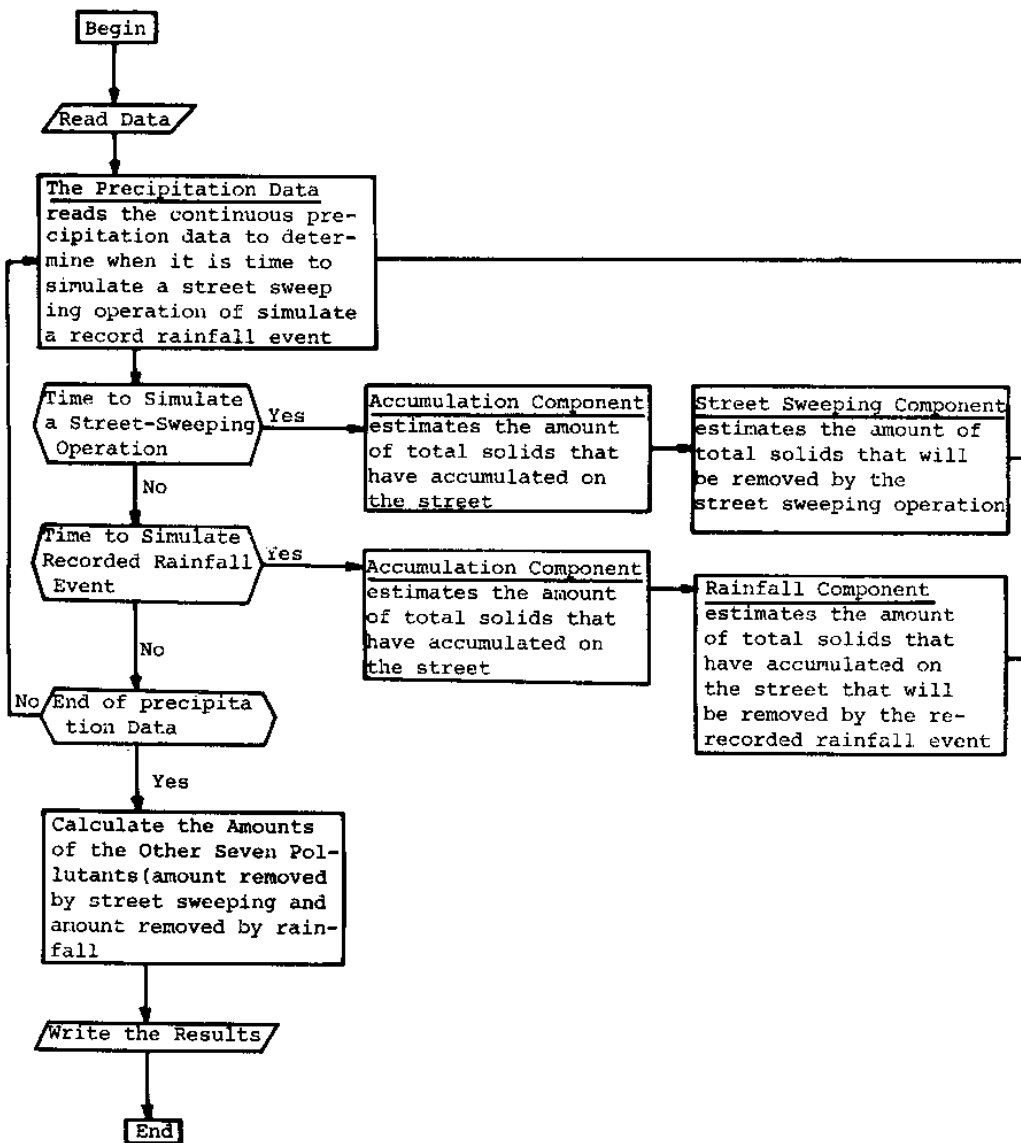 Begin
Read Data
The Precipitation Data
reads the continuous pre-
cipitation data to deter-
mine when it is time to
simulate a street sweep
ing operation of simulate
a record rainfall event
Time to Simulate
a Street-Sweeping
Operation
Yes
Accumulation Component
estimates the amount
of total solids that
have accumulated on
the street
Street Sweeping Component
estimates the amount of
total solids that will
be removed by the
street sweeping operation
No
Time to Simulate
Recorded Rainfall
Event
Yes
Accumulation Component
estimates the amount
of total solids that
have accumulated on
the street
Rainfall Component
estimates the amount
of total solids that
have accumulated on
the street that will
be removed by the re-
recorded rainfall event
No
No
End of precipita
tion Data
Yes
Calculate the Amounts
of the Other Seven Pol-
lutants(amount removed
by street sweeping and
amount removed by rain-
fall
Write the Results
End